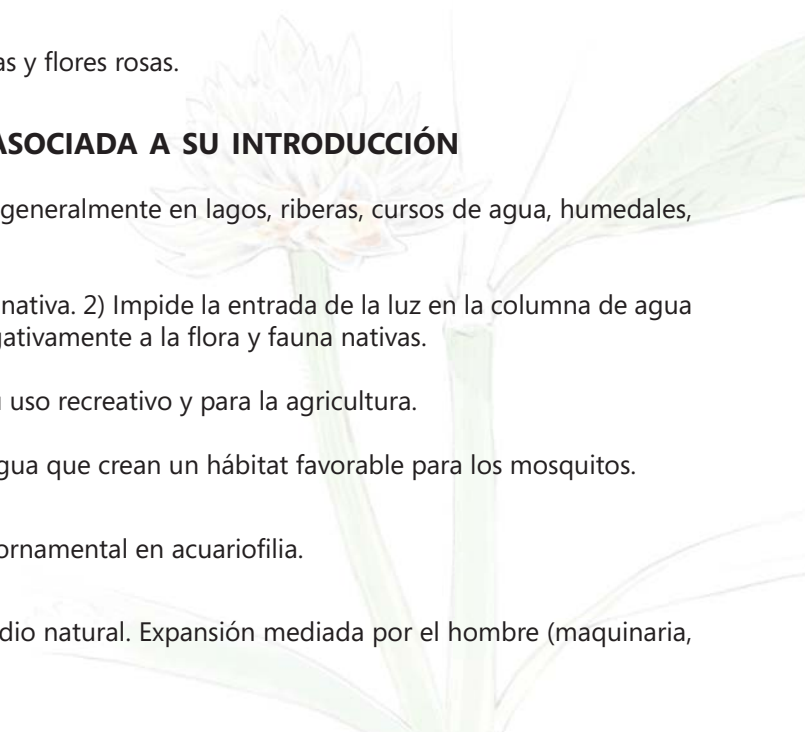 as y flores rosas.
ASOCIADA A SU INTRODUCCIÓN
generalmente en lagos, riberas, cursos de agua, humedales,
nativa. 2) Impide la entrada de la luz en la columna de agua
gativamente a la flora y fauna nativas.
uso recreativo y para la agricultura.
gua que crean un hábitat favorable para los mosquitos.
ornamental en acuariofilia.
dio natural. Expansión mediada por el hombre (maquinaria,